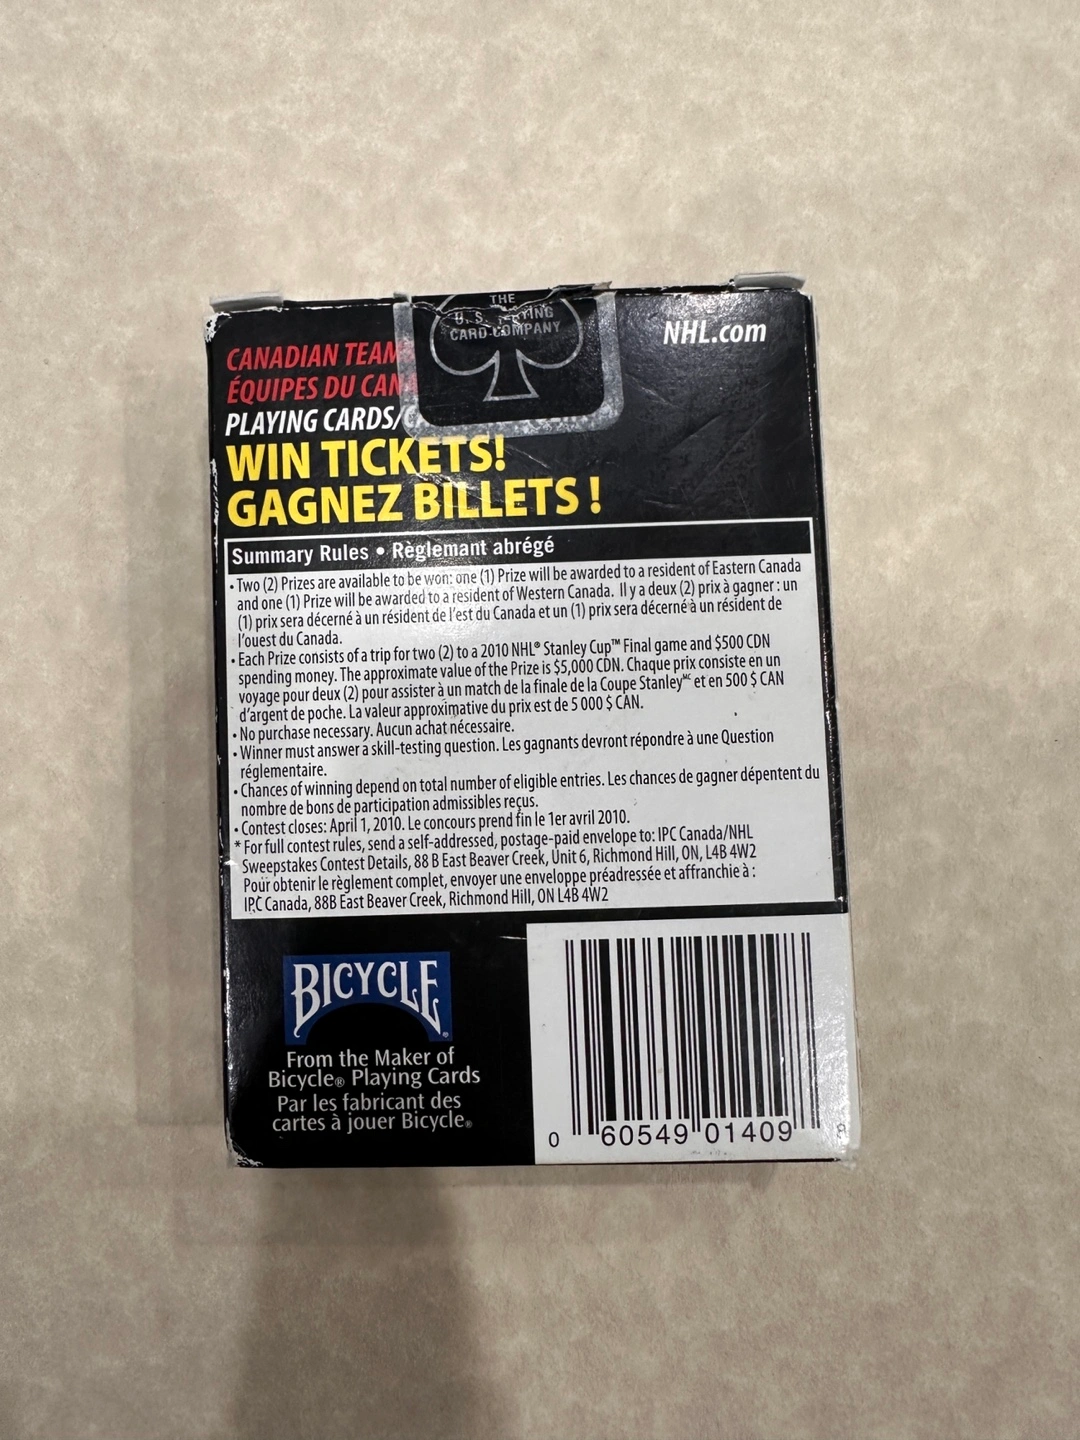 THE
U.S. PLAYING
CARD COMPANY
NHL.com
CANADIAN TEAM
ÉQUIPES DU CANA
PLAYING CARDS/C
WIN TICKETS!
GAGNEZ BILLETS !
Summary Rules • Règlemant abrégé
• Two (2) Prizes are available to be won: one (1) Prize will be awarded to a resident of Eastern Canada
and one (1) Prize will be awarded to a resident of Western Canada. Il y a deux (2) prix à gagner : un
(1) prix sera décerné à un résident de l'est du Canada et un (1) prix sera décerné à un résident de
l'ouest du Canada.
• Each Prize consists of a trip for two (2) to a 2010 NHL® Stanley Cup™ Final game and $500 CDN
spending money. The approximate value of the Prize is $5,000 CDN. Chaque prix consiste en un
voyage pour deux (2) pour assister à un match de la finale de la Coupe Stanley MC et en 500 $ CAN
d'argent de poche. La valeur approximative du prix est de 5 000 $ CAN.
• No purchase necessary. Aucun achat nécessaire.
• Winner must answer a skill-testing question. Les gagnants devront répondre à une Question
réglementaire.
• Chances of winning depend on total number of eligible entries. Les chances de gagner dépentent du
nombre de bons de participation admissibles reçus.
• Contest closes: April 1, 2010. Le concours prend fin le 1er avril 2010.
* For full contest rules, send a self-addressed, postage-paid envelope to: IPC Canada/NHL
Sweepstakes Contest Details, 88 B East Beaver Creek, Unit 6, Richmond Hill, ON, L4B 4W2
Pour obtenir le règlement complet, envoyer une enveloppe préadressée et affranchie à :
IPC Canada, 88B East Beaver Creek, Richmond Hill, ON L4B 4W2
BICYCLE®
From the Maker of
Bicycle® Playing Cards
Par les fabricant des
cartes à jouer Bicycle®
0 60549 01409 8